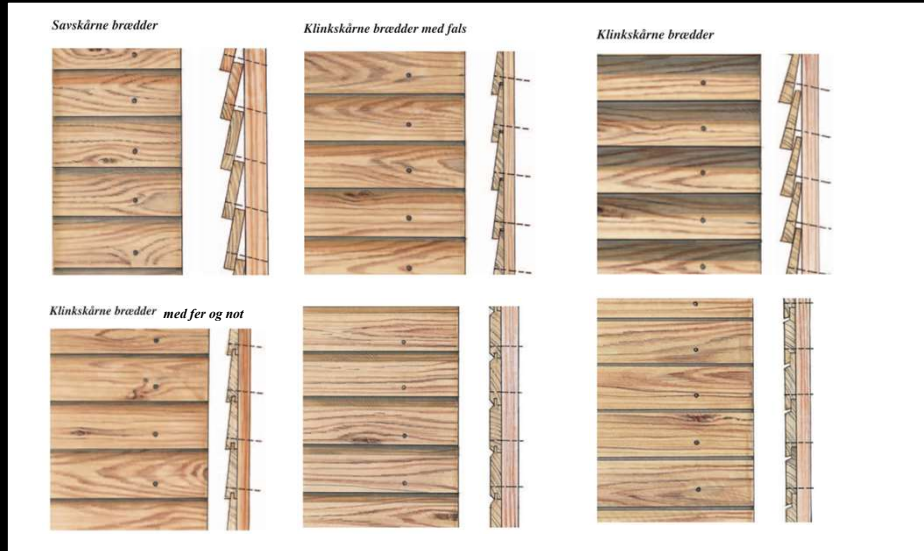 Savskårne brædder
Klinkskårne brædder med fals
Klinkskårne brædder
Klinkskårne brædder med fer og not